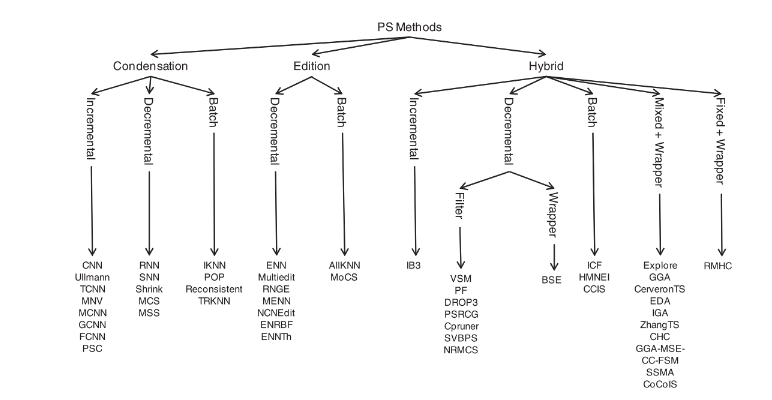 PS Methods
Condensation
Edition
Hybrid
Incremental
Decremental
Batch
Decremental
Batch
Incremental
Decremental
Batch
Mixed + Wrapper
Fixed + Wrapper
Filter
Wrapper
CNN
Ullmann
TCNN
MNV
MCNN
GCNN
FCNN
PSC
RNN
SNN
Shrink
MCS
MSS
IKNN
POP
Reconsistent
TRKNN
ENN
Multiedit
RNGE
MENN
NCNEdit
ENRBF
ENNTh
AllKNN
MoCS
IB3
VSM
PF
DROP3
PSRCG
Cpruner
SVBPS
NRMCS
BSE
ICF
HMNEI
CCIS
Explore
GGA
CerveronTS
EDA
IGA
ZhangTS
CHC
GGA-MSE-
CC-FSM
SSMA
CoCoIS
RMHC